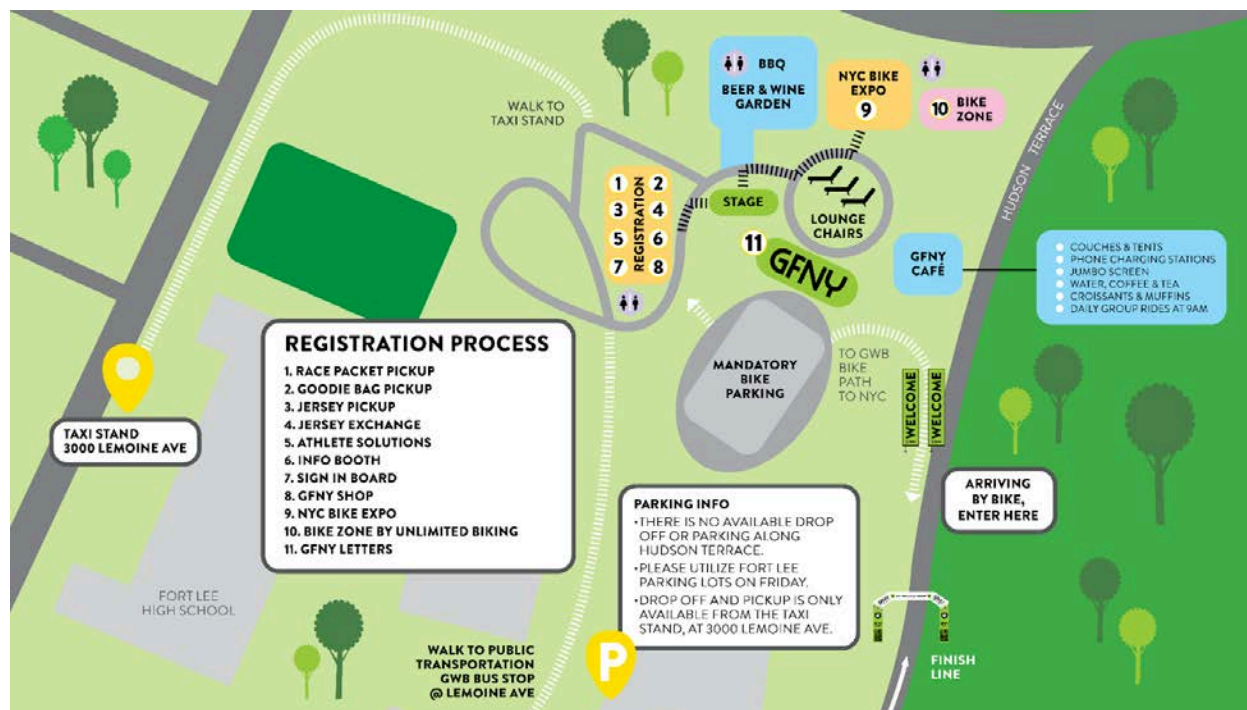 WALK TO
TAXI STAND
BBQ
BEER & WINE
GARDEN
NYC BIKE
EXPO
9
10 BIKE
ZONE
HUDSON TERRACE
1 2
3 4
5 6
7 8
REGISTRATION
STAGE
LOUNGE
CHAIRS
11
GFNY
GFNY
CAFÉ
COUCHES & TENTS
PHONE CHARGING STATIONS
JUMBO SCREEN
WATER, COFFEE & TEA
CROISSANTS & MUFFINS
DAILY GROUP RIDES AT 9AM
MANDATORY
BIKE
PARKING
TO GWB
BIKE
PATH
TO NYC
WELCOME
WELCOME
ARRIVING
BY BIKE,
ENTER HERE
TAXI STAND
3000 LEMOINE AVE
REGISTRATION PROCESS
1. RACE PACKET PICKUP
2. GOODIE BAG PICKUP
3. JERSEY PICKUP
4. JERSEY EXCHANGE
5. ATHLETE SOLUTIONS
6. INFO BOOTH
7. SIGN IN BOARD
8. GFNY SHOP
9. NYC BIKE EXPO
10. BIKE ZONE BY UNLIMITED BIKING
11. GFNY LETTERS
PARKING INFO
•THERE IS NO AVAILABLE DROP
OFF OR PARKING ALONG
HUDSON TERRACE.
•PLEASE UTILIZE FORT LEE
PARKING LOTS ON FRIDAY.
•DROP OFF AND PICKUP IS ONLY
AVAILABLE FROM THE TAXI
STAND, AT 3000 LEMOINE AVE.
FORT LEE
HIGH SCHOOL
WALK TO PUBLIC
TRANSPORTATION
GWB BUS STOP
@ LEMOINE AVE
P
FINISH
LINE